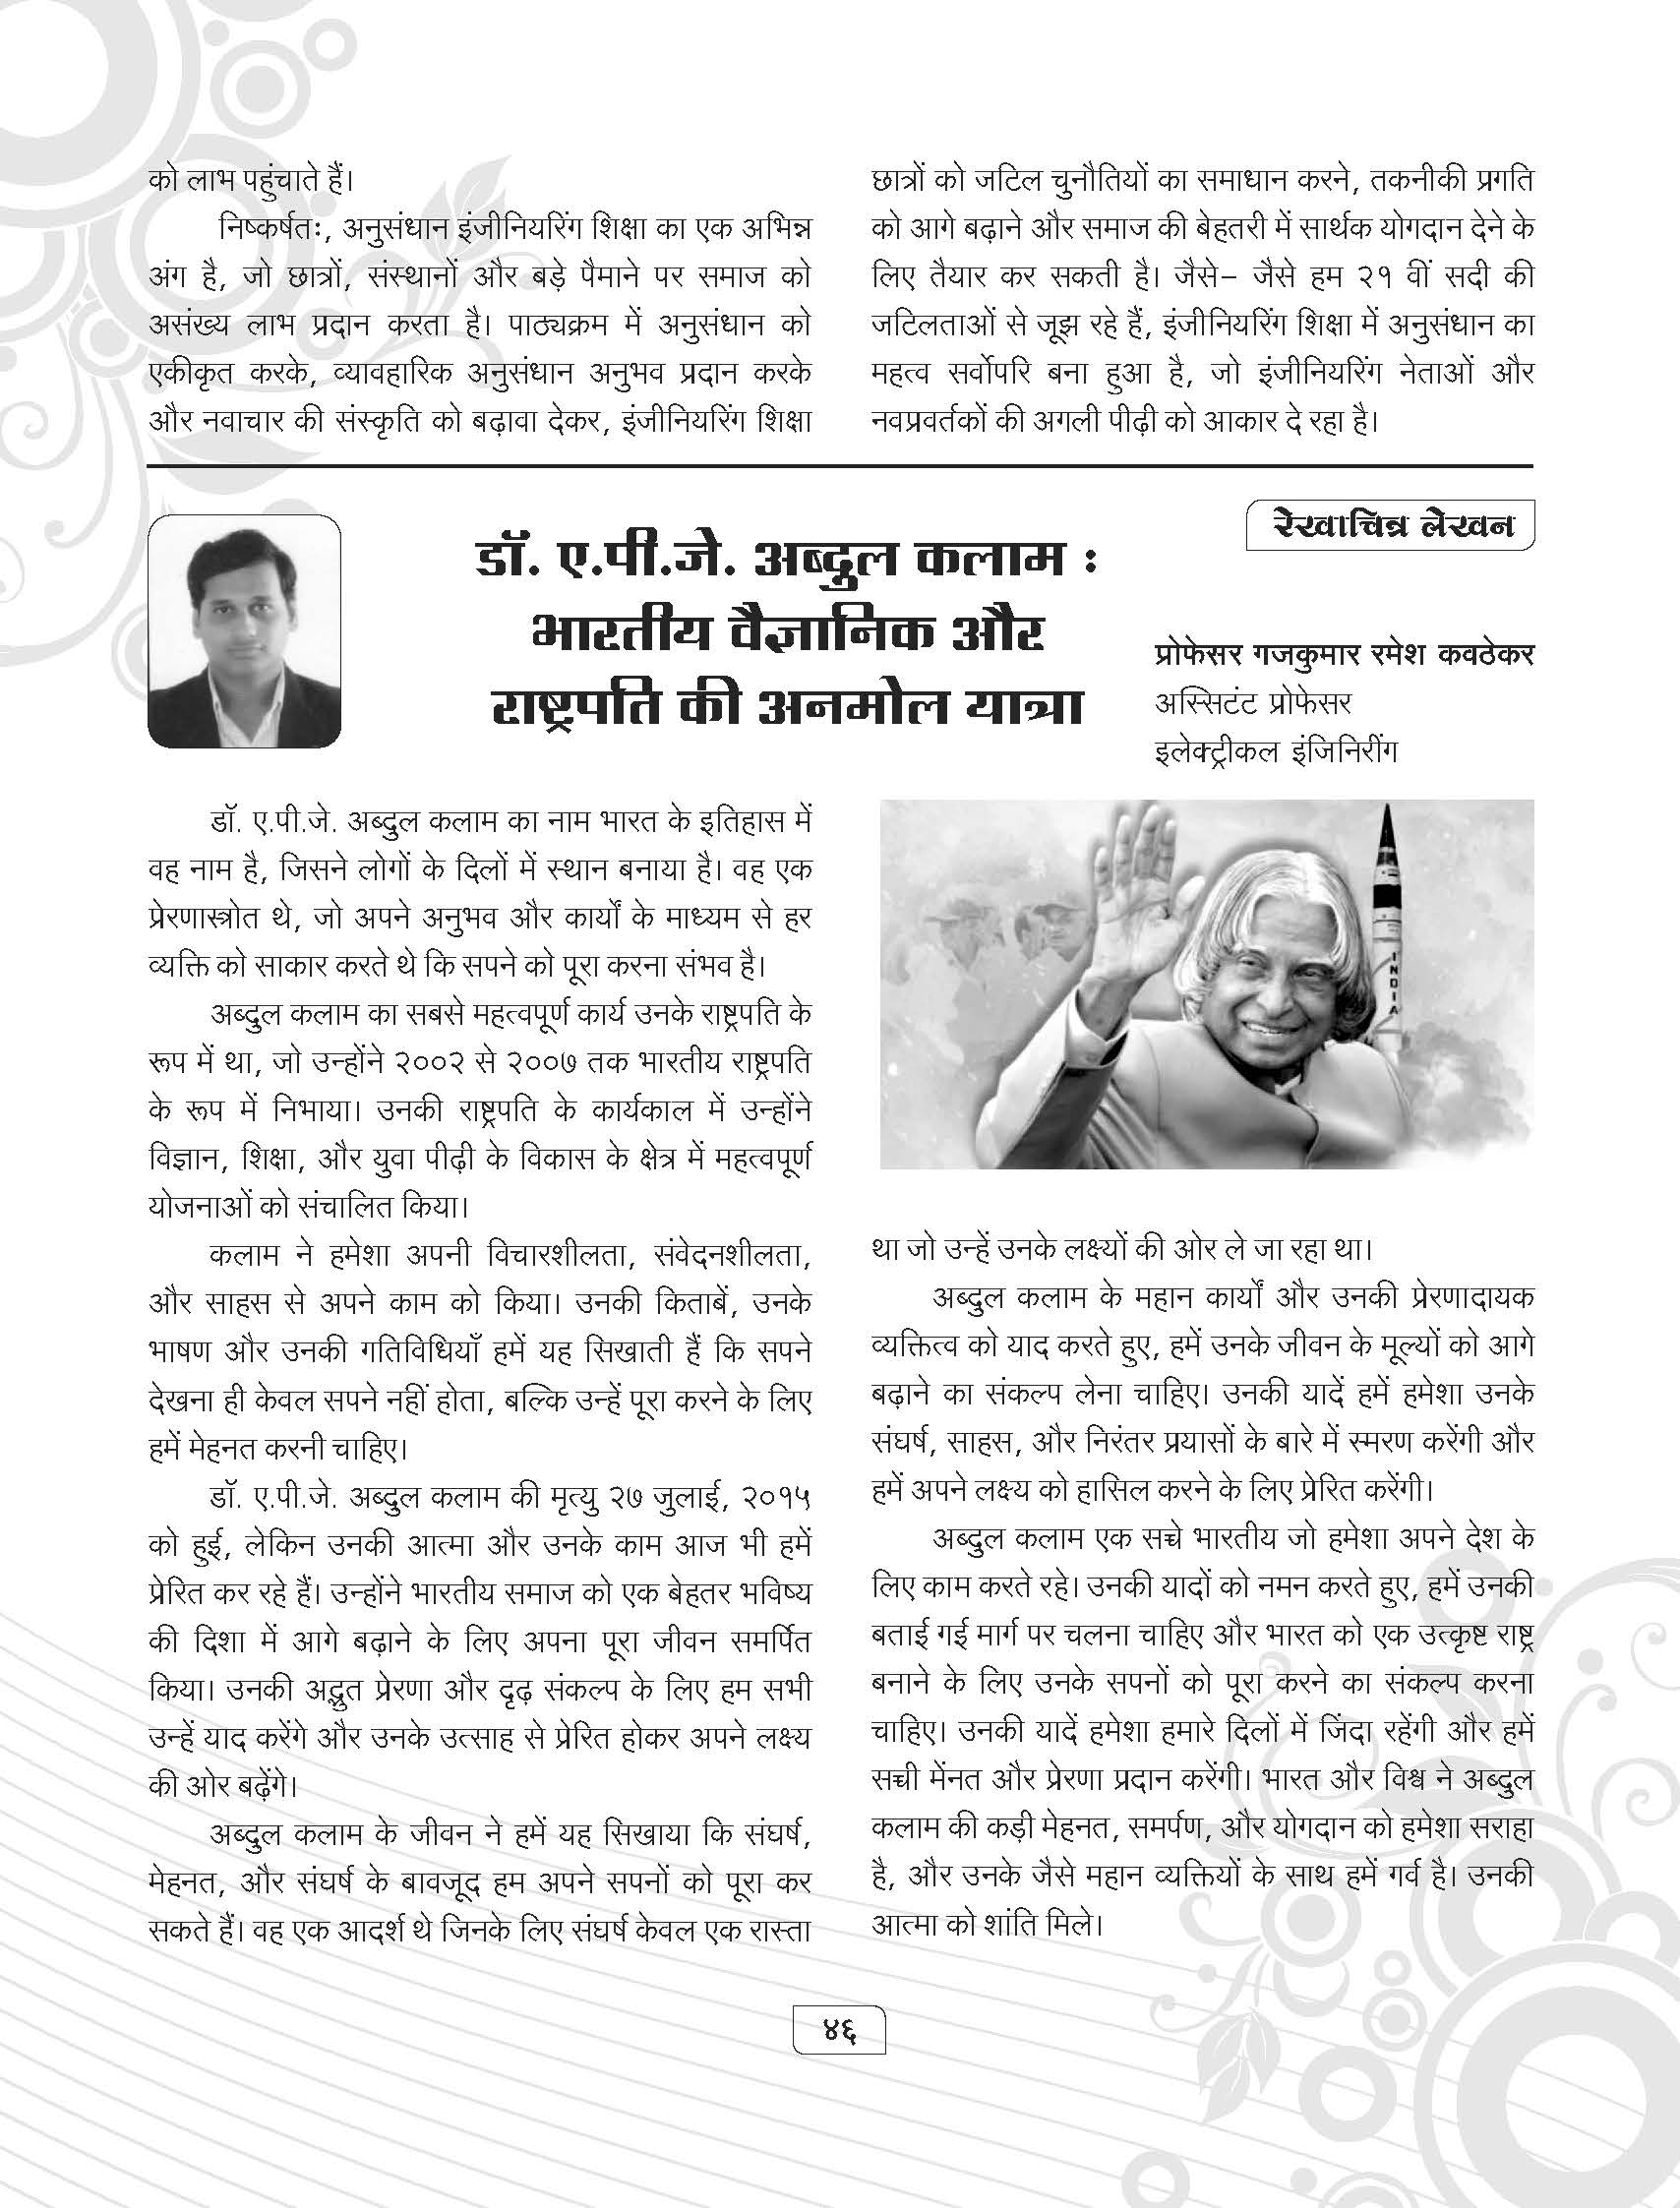 को लाभ पहुंचाते हैं।
निष्कर्षतः, अनुसंधान इंजीनियरिंग शिक्षा का एक अभिन्न
अंग है, जो छात्रों, संस्थानों और बड़े पैमाने पर समाज को
असंख्य लाभ प्रदान करता है। पाठ्यक्रम में अनुसंधान को
एकीकृत करके, व्यावहारिक अनुसंधान अनुभव प्रदान करके
और नवाचार की संस्कृति को बढ़ावा देकर, इंजीनियरिंग शिक्षा
छात्रों को जटिल चुनौतियों का समाधान करने, तकनीकी प्रगति
को आगे बढ़ाने और समाज की बेहतरी में सार्थक योगदान देने के
लिए तैयार कर सकती है। जैसे- जैसे हम २१ वीं सदी की
जटिलताओं से जूझ रहे हैं, इंजीनियरिंग शिक्षा में अनुसंधान का
महत्व सर्वोपरि बना हुआ है, जो इंजीनियरिंग नेताओं और
नवप्रवर्तकों की अगली पीढ़ी को आकार दे रहा है।
रेखाचित्र लेखन
डॉ. ए.पी.जे. अब्दुल कलाम :
भारतीय वैज्ञानिक और
राष्ट्रपति की अनमोल यात्रा
प्रोफेसर गजकुमार रमेश कवठेकर
अस्सिटंट प्रोफेसर
इलेक्ट्रीकल इंजिनिरींग
डॉ. ए.पी.जे. अब्दुल कलाम का नाम भारत के इतिहास में
वह नाम है, जिसने लोगों के दिलों में स्थान बनाया है। वह एक
प्रेरणास्त्रोत थे, जो अपने अनुभव और कार्यों के माध्यम से हर
व्यक्ति को साकार करते थे कि सपने को पूरा करना संभव है।
अब्दुल कलाम का सबसे महत्वपूर्ण कार्य उनके राष्ट्रपति के
रूप में था, जो उन्होंने २००२ से २००७ तक भारतीय राष्ट्रपति
के रूप में निभाया। उनकी राष्ट्रपति के कार्यकाल में उन्होंने
विज्ञान, शिक्षा, और युवा पीढ़ी के विकास के क्षेत्र में महत्वपूर्ण
योजनाओं को संचालित किया।
कलाम ने हमेशा अपनी विचारशीलता, संवेदनशीलता,
और साहस से अपने काम को किया। उनकी किताबें, उनके
भाषण और उनकी गतिविधियाँ हमें यह सिखाती हैं कि सपने
देखना ही केवल सपने नहीं होता, बल्कि उन्हें पूरा करने के लिए
हमें मेहनत करनी चाहिए।
डॉ. ए.पी.जे. अब्दुल कलाम की मृत्यु २७ जुलाई, २०१५
को हुई, लेकिन उनकी आत्मा और उनके काम आज भी हमें
प्रेरित कर रहे हैं। उन्होंने भारतीय समाज को एक बेहतर भविष्य
की दिशा में आगे बढ़ाने के लिए अपना पूरा जीवन समर्पित
किया। उनकी अद्भुत प्रेरणा और दृढ़ संकल्प के लिए हम सभी
उन्हें याद करेंगे और उनके उत्साह से प्रेरित होकर अपने लक्ष्य
की ओर बढ़ेंगे।
अब्दुल कलाम के जीवन ने हमें यह सिखाया कि संघर्ष,
मेहनत, और संघर्ष के बावजूद हम अपने सपनों को पूरा कर
सकते हैं। वह एक आदर्श थे जिनके लिए संघर्ष केवल एक रास्ता
INDIA
था जो उन्हें उनके लक्ष्यों की ओर ले जा रहा था।
अब्दुल कलाम के महान कार्यों और उनकी प्रेरणादायक
व्यक्तित्व को याद करते हुए, हमें उनके जीवन के मूल्यों को आगे
बढ़ाने का संकल्प लेना चाहिए। उनकी यादें हमें हमेशा उनके
संघर्ष, साहस, और निरंतर प्रयासों के बारे में स्मरण करेंगी और
हमें अपने लक्ष्य को हासिल करने के लिए प्रेरित करेंगी।
अब्दुल कलाम एक सच्चे भारतीय जो हमेशा अपने देश के
लिए काम करते रहे। उनकी यादों को नमन करते हुए, हमें उनकी
बताई गई मार्ग पर चलना चाहिए और भारत को एक उत्कृष्ट राष्ट्र
बनाने के लिए उनके सपनों को पूरा करने का संकल्प करना
चाहिए। उनकी यादें हमेशा हमारे दिलों में जिंदा रहेंगी और हमें
सच्ची मेंनत और प्रेरणा प्रदान करेंगी। भारत और विश्व ने अब्दुल
कलाम की कड़ी मेहनत, समर्पण, और योगदान को हमेशा सराहा
है, और उनके जैसे महान व्यक्तियों के साथ हमें गर्व है। उनकी
आत्मा को शांति मिले।
४६